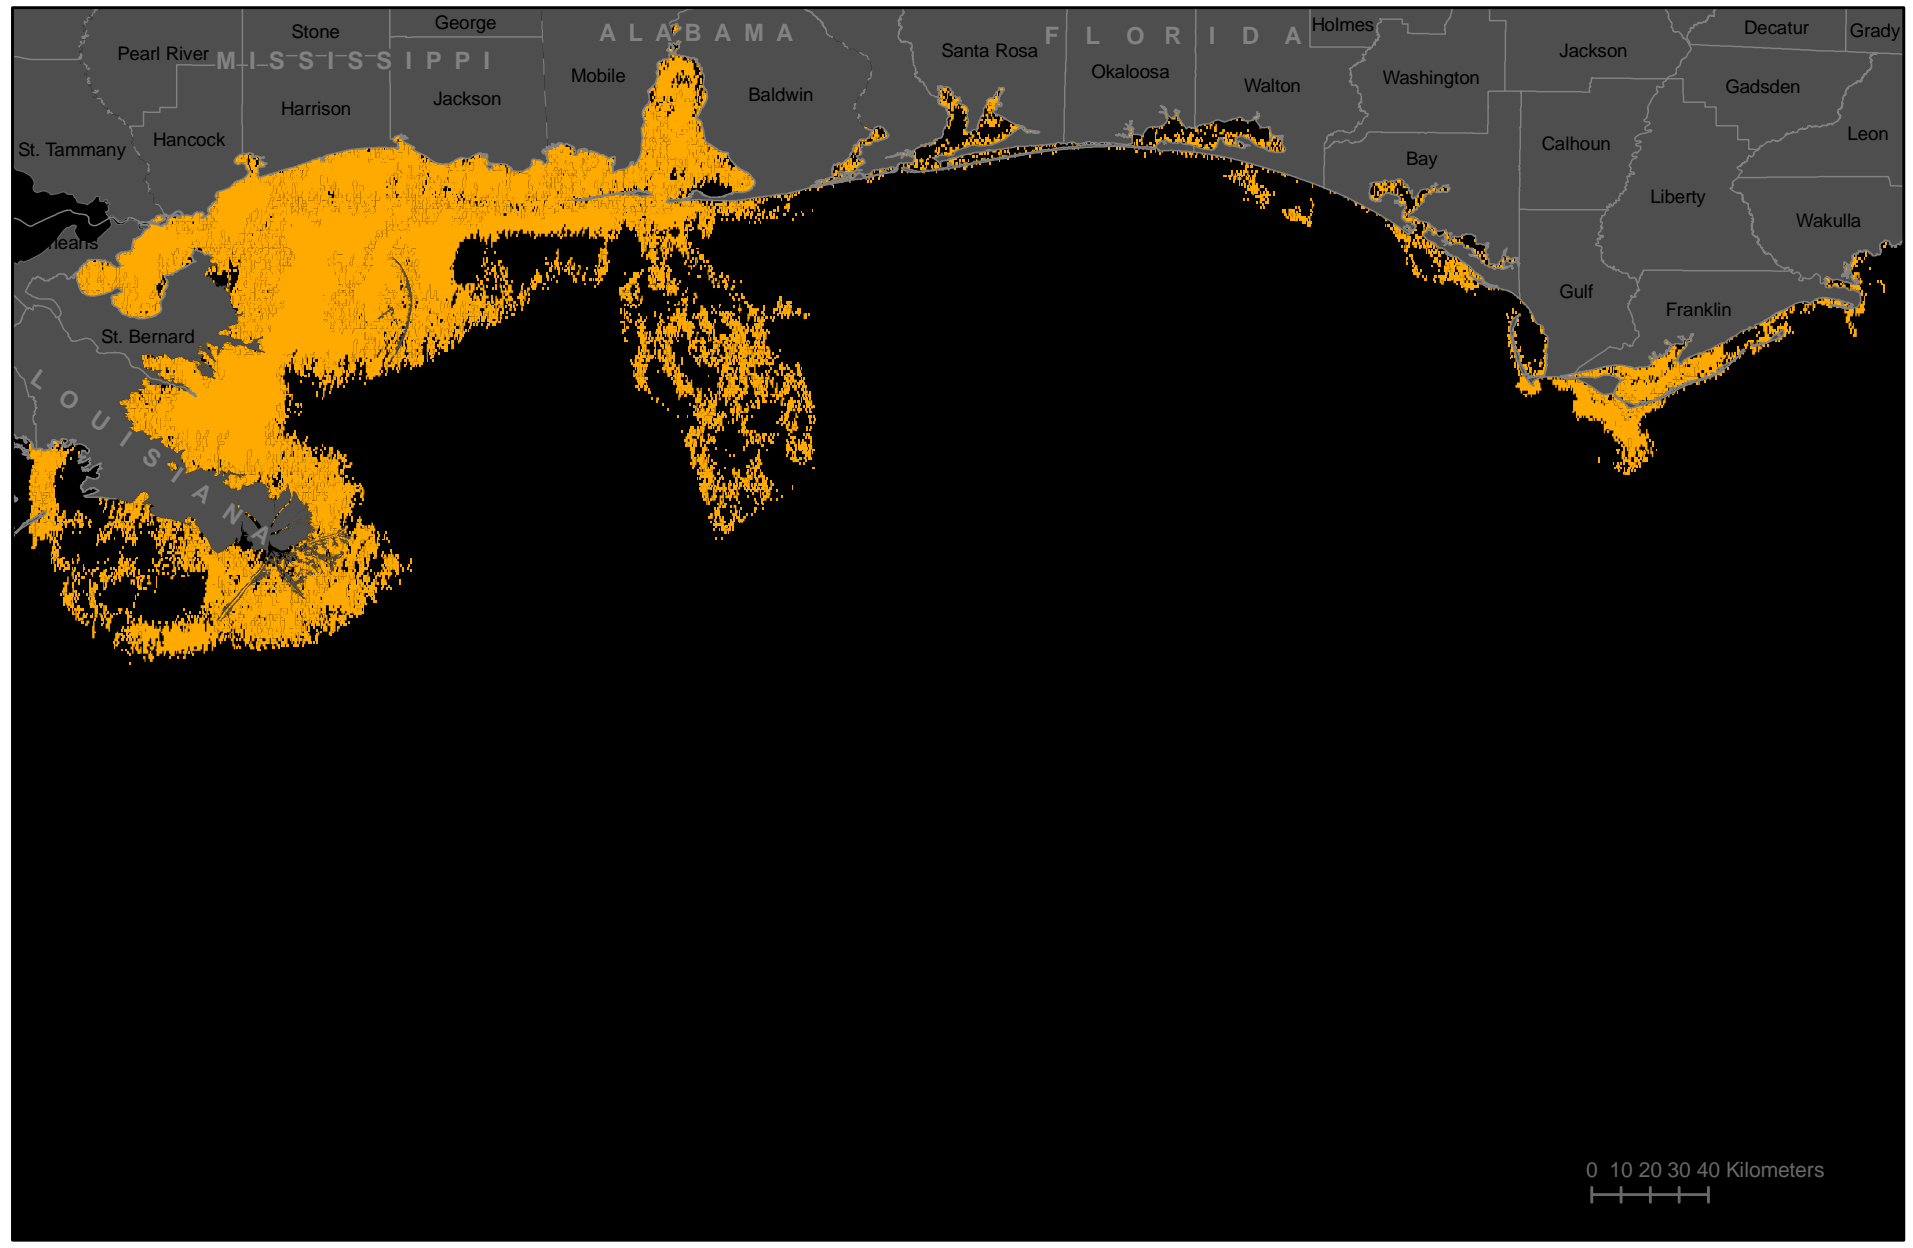 Stone
George
ALABAMA
FLORIDA
Holmes
Decatur
Grady
Pearl River
MISSISSIPPI
Santa Rosa
Jackson
Mobile
Okaloosa
Walton
Washington
Gadsden
Harrison
Jackson
Baldwin
Hancock
St. Tammany
Calhoun
Leon
Bay
Liberty
Wakulla
leans
Gulf
Franklin
St. Bernard
LOUISIANA
0 10 20 30 40 Kilometers